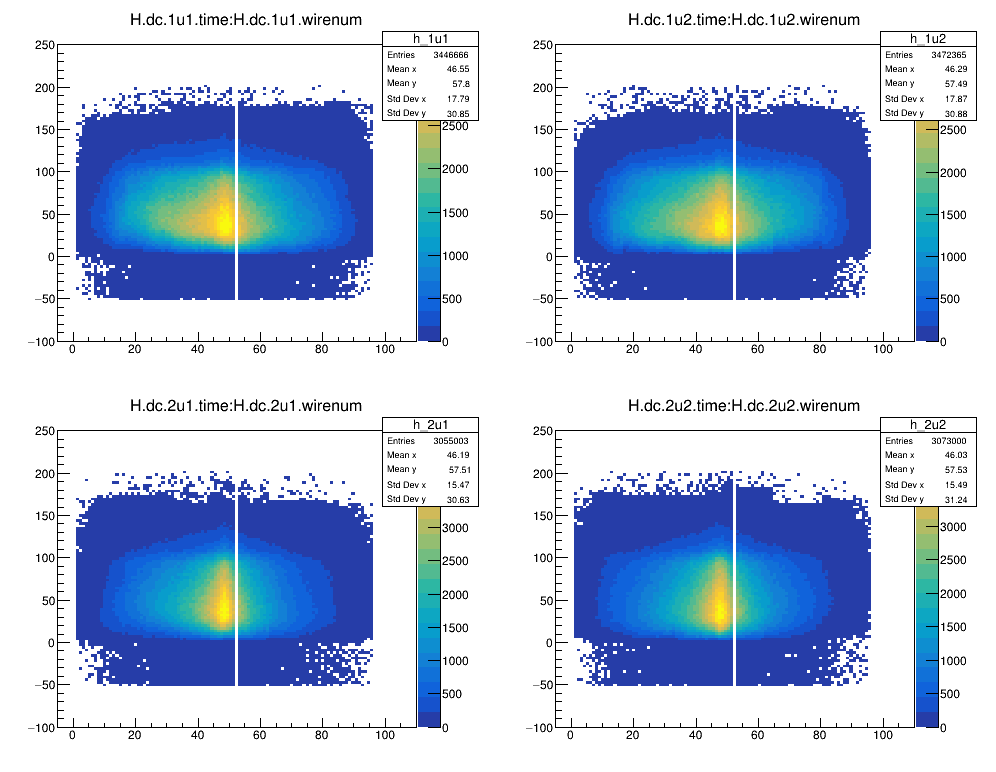 H.dc.1u1.time:H.dc.1u1.wirenum
h_1u1
Entries 3446666
Mean x 46.55
Mean y 57.8
Std Dev x 17.79
Std Dev y 30.85
250
200
150
100
50
0
−50
−100
0 20 40 60 80 100
2500
2000
1500
1000
500
0
H.dc.1u2.time:H.dc.1u2.wirenum
h_1u2
Entries 3472365
Mean x 46.29
Mean y 57.49
Std Dev x 17.87
Std Dev y 30.88
250
200
150
100
50
0
−50
−100
0 20 40 60 80 100
2500
2000
1500
1000
500
0
H.dc.2u1.time:H.dc.2u1.wirenum
h_2u1
Entries 3055003
Mean x 46.19
Mean y 57.51
Std Dev x 15.47
Std Dev y 30.63
250
200
150
100
50
0
−50
−100
0 20 40 60 80 100
3000
2500
2000
1500
1000
500
0
H.dc.2u2.time:H.dc.2u2.wirenum
h_2u2
Entries 3073000
Mean x 46.03
Mean y 57.53
Std Dev x 15.49
Std Dev y 31.24
250
200
150
100
50
0
−50
−100
0 20 40 60 80 100
3000
2500
2000
1500
1000
500
0